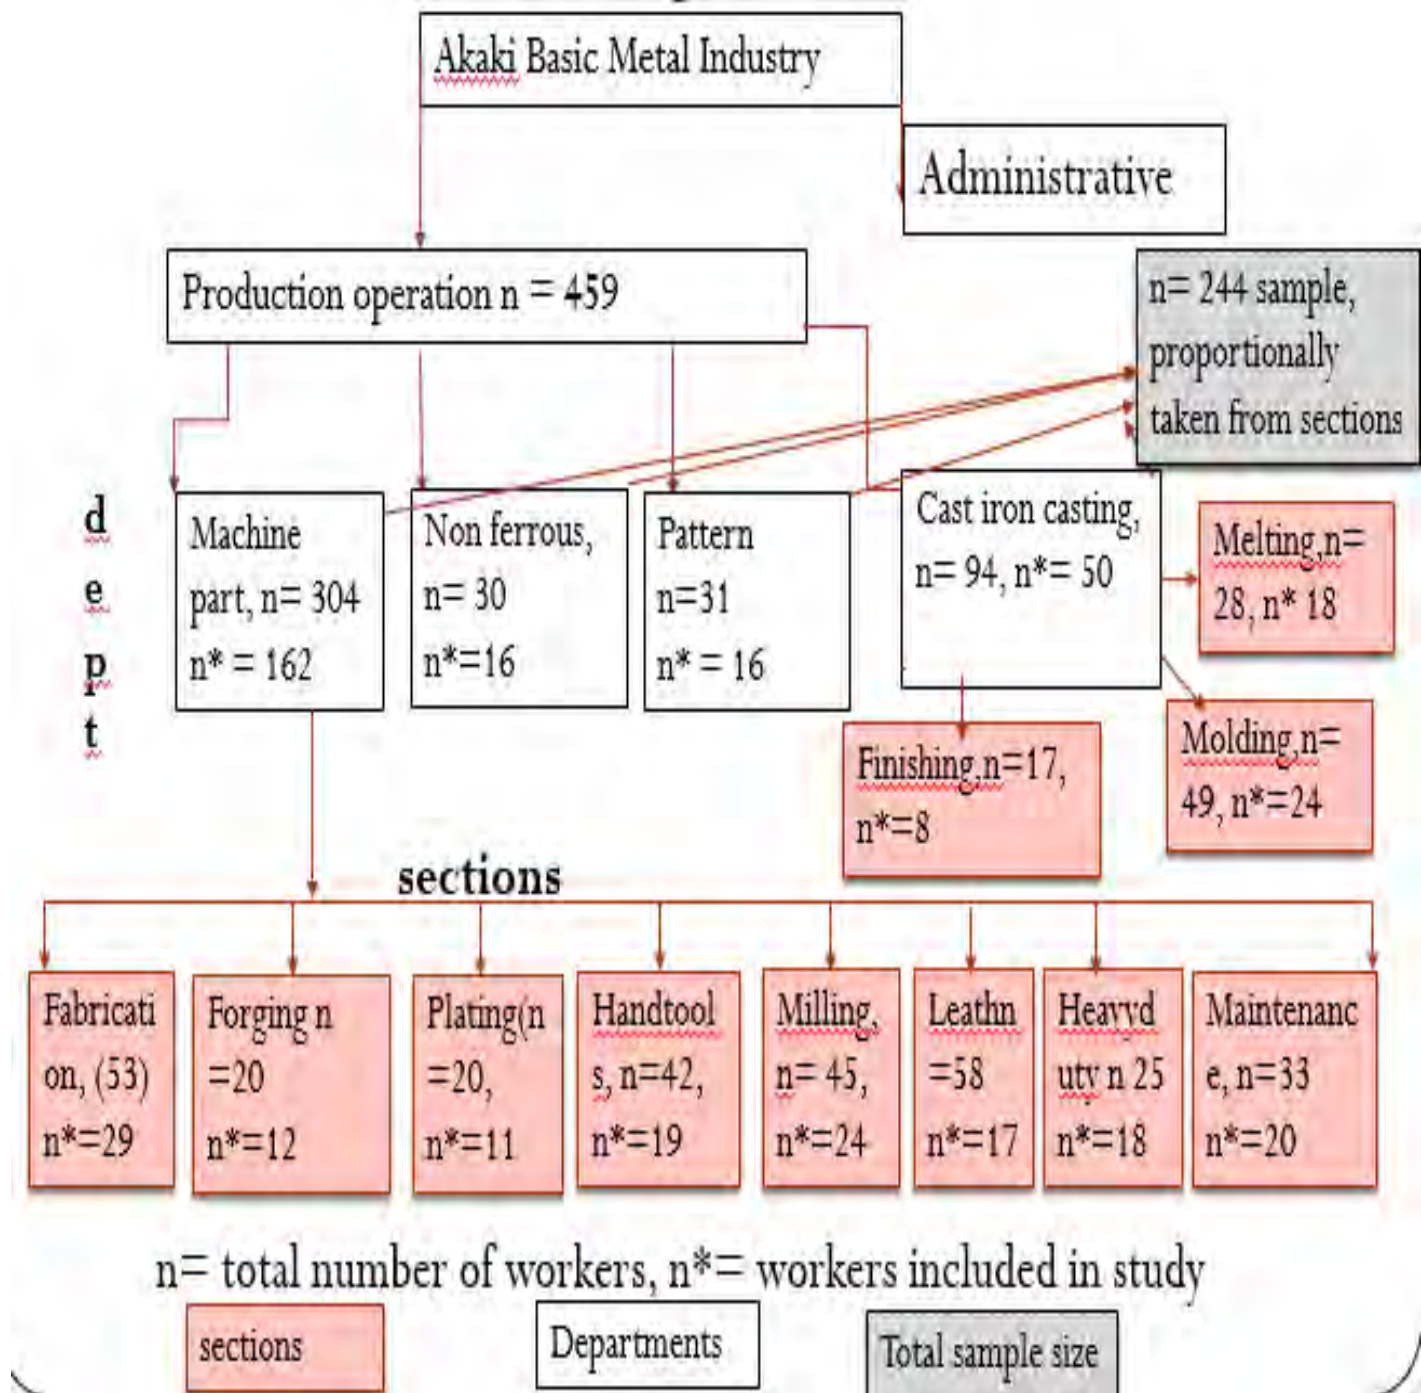 Akaki Basic Metal Industry
Administrative
Production operation n = 459
n= 244 sample,
proportionally
taken from sections
d
e
p
t
Machine
part, n= 304
n* = 162
Non ferrous,
n= 30
n*=16
Pattern
n=31
n* = 16
Cast iron casting,
n= 94, n*= 50
Melting,n=
28, n* 18
Molding,n=
49, n*=24
Finishing,n=17,
n*=8
sections
Fabricati
on, (53)
n*=29
Forging n
=20
n*=12
Plating(n
=20,
n*=11
Handtool
s, n=42,
n*=19
Milling,
n= 45,
n*=24
Leathn
=58
n*=17
Heavyd
uty n 25
n*=18
Maintenanc
e, n=33
n*=20
n= total number of workers, n*= workers included in study
sections
Departments
Total sample size